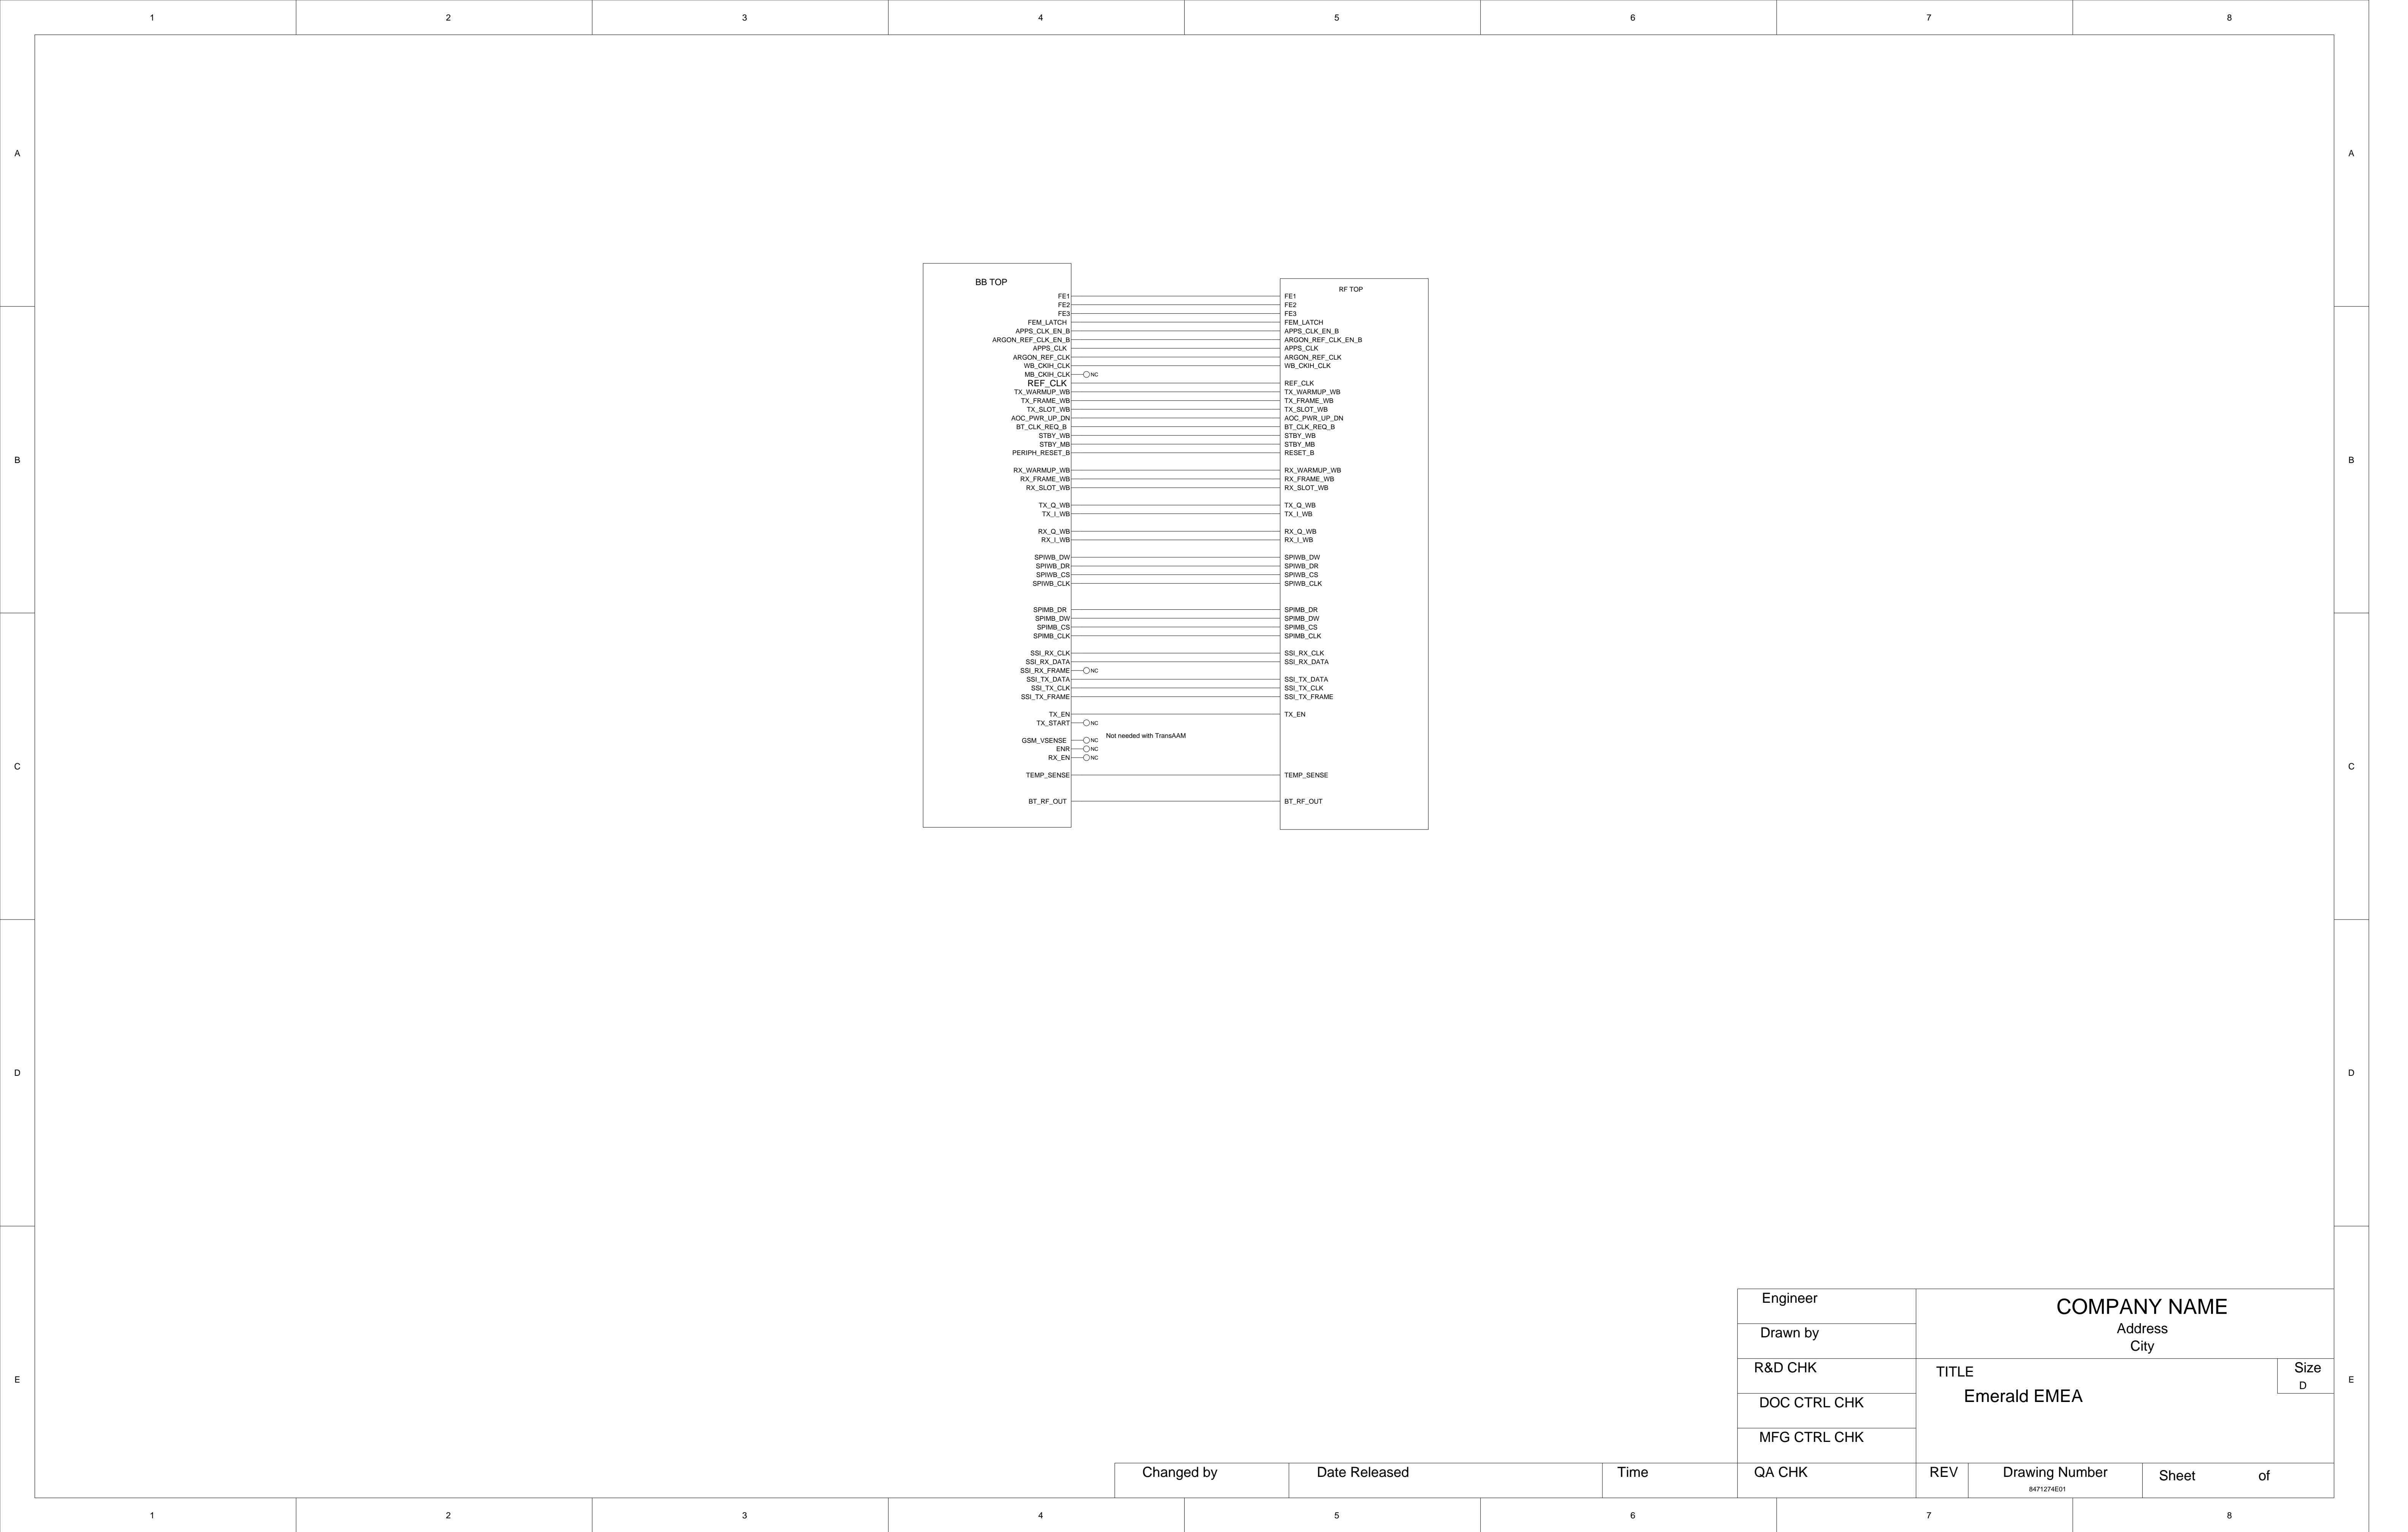 1 2 3 4 5 6 7 8
A A
BB TOP
RF TOP
FE1 FE1
FE2 FE2
FE3 FE3
FEM_LATCH FEM_LATCH
APPS_CLK_EN_B APPS_CLK_EN_B
ARGON_REF_CLK_EN_B ARGON_REF_CLK_EN_B
APPS_CLK APPS_CLK
ARGON_REF_CLK ARGON_REF_CLK
WB_CKIH_CLK WB_CKIH_CLK
MB_CKIH_CLK NC
REF_CLK REF_CLK
TX_WARMUP_WB TX_WARMUP_WB
TX_FRAME_WB TX_FRAME_WB
TX_SLOT_WB TX_SLOT_WB
AOC_PWR_UP_DN AOC_PWR_UP_DN
BT_CLK_REQ_B BT_CLK_REQ_B
STBY_WB STBY_WB
STBY_MB STBY_MB
PERIPH_RESET_B RESET_B
B B
RX_WARMUP_WB RX_WARMUP_WB
RX_FRAME_WB RX_FRAME_WB
RX_SLOT_WB RX_SLOT_WB
TX_Q_WB TX_Q_WB
TX_I_WB TX_I_WB
RX_Q_WB RX_Q_WB
RX_I_WB RX_I_WB
SPIWB_DW SPIWB_DW
SPIWB_DR SPIWB_DR
SPIWB_CS SPIWB_CS
SPIWB_CLK SPIWB_CLK
SPIMB_DR SPIMB_DR
SPIMB_DW SPIMB_DW
SPIMB_CS SPIMB_CS
SPIMB_CLK SPIMB_CLK
SSI_RX_CLK SSI_RX_CLK
SSI_RX_DATA SSI_RX_DATA
SSI_RX_FRAME NC
SSI_TX_DATA SSI_TX_DATA
SSI_TX_CLK SSI_TX_CLK
SSI_TX_FRAME SSI_TX_FRAME
TX_EN TX_EN
TX_START NC
Not needed with TransAAM
GSM_VSENSE NC
ENR NC
RX_EN NC
C C
TEMP_SENSE TEMP_SENSE
BT_RF_OUT BT_RF_OUT
D D
Engineer
COMPANY NAME
Address
Drawn by
City
R&D CHK
TITLE
Size
E E
D
Emerald EMEA
DOC CTRL CHK
MFG CTRL CHK
Changed by Date Released Time QA CHK REV Drawing Number Sheet of
8471274E01
1 2 3 4 5 6 7 8